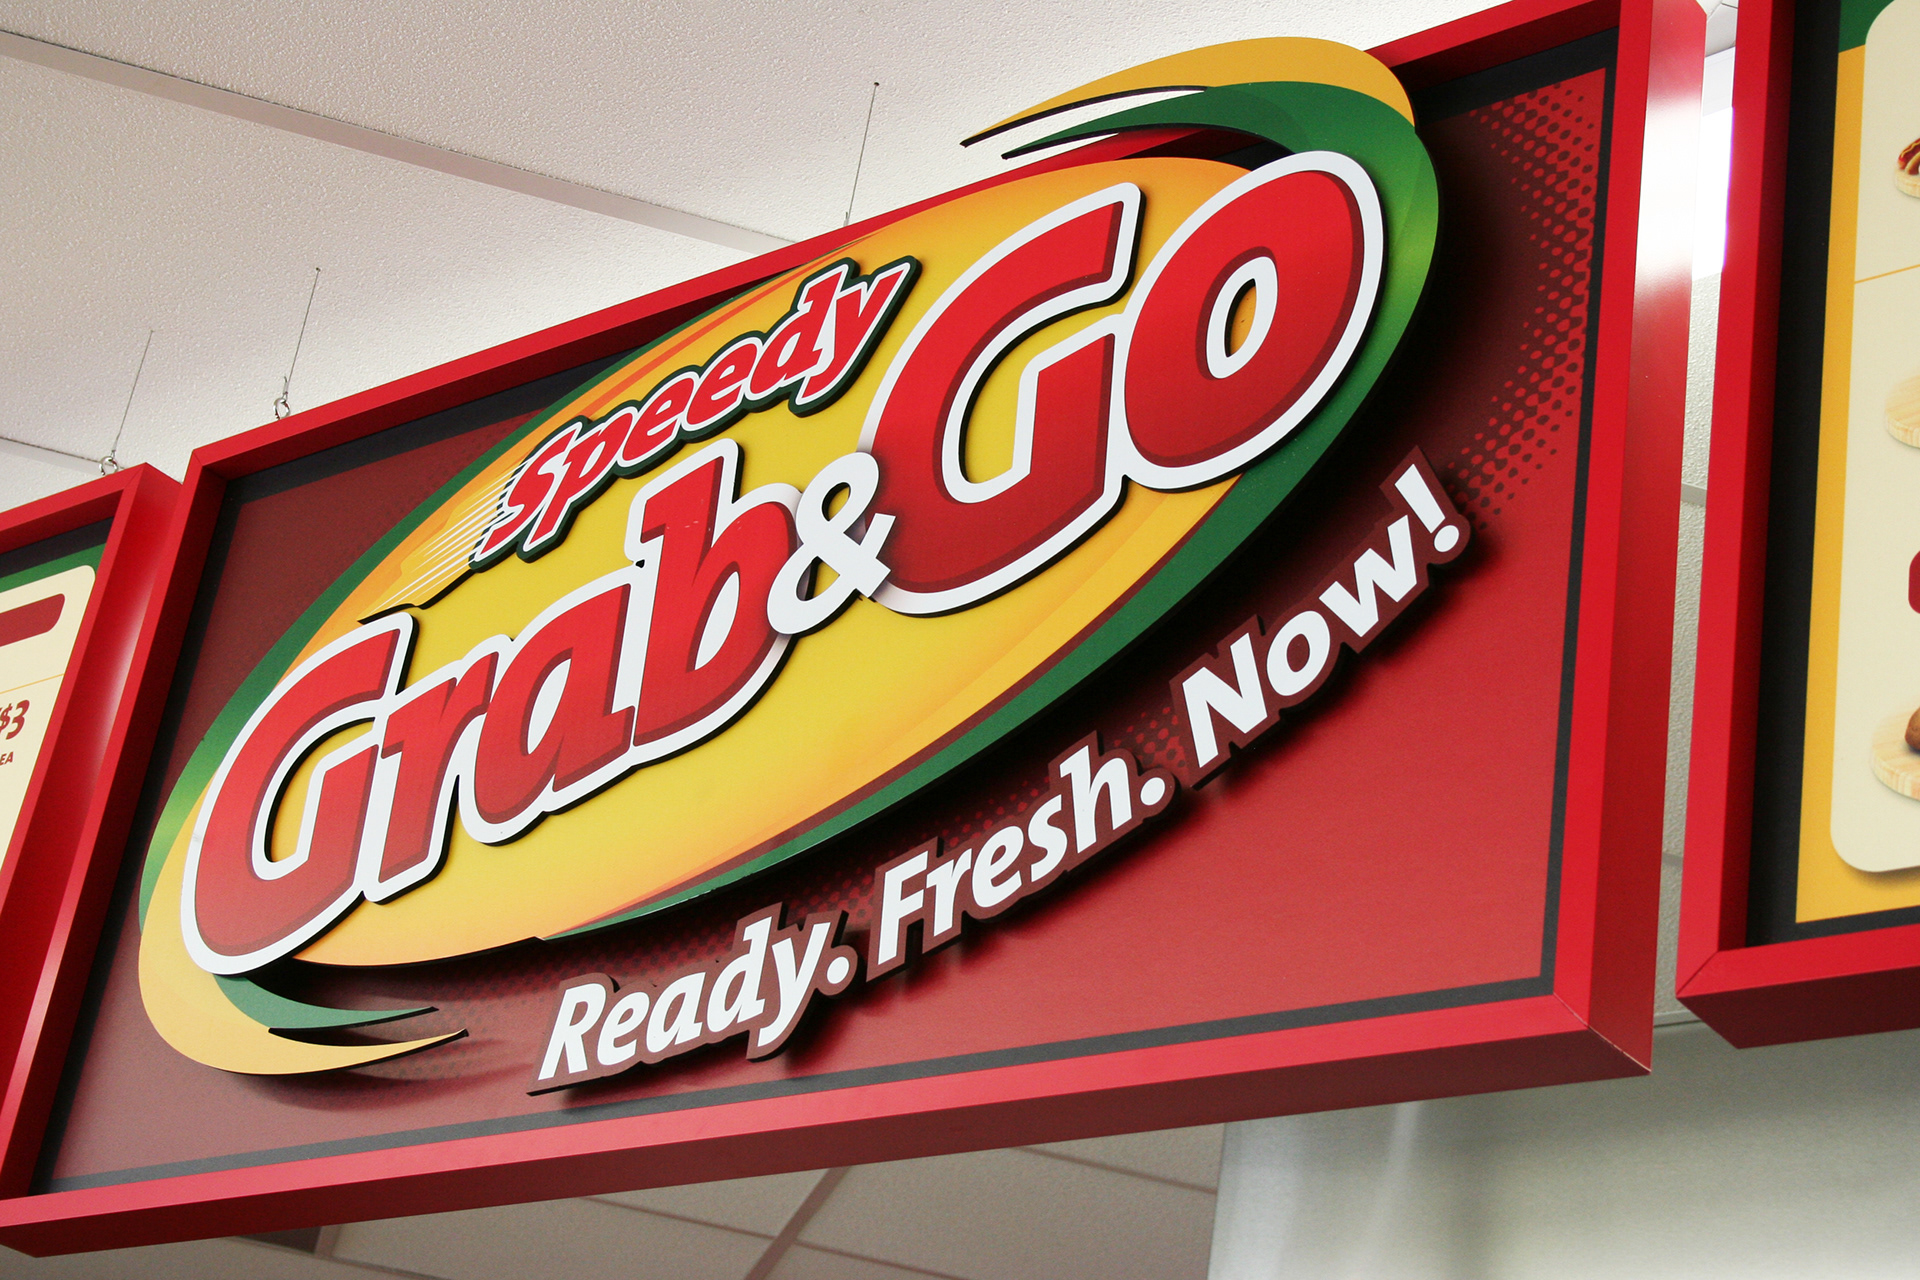 Speedy
Grab & Go
Ready. Fresh. Now!
$3
EA